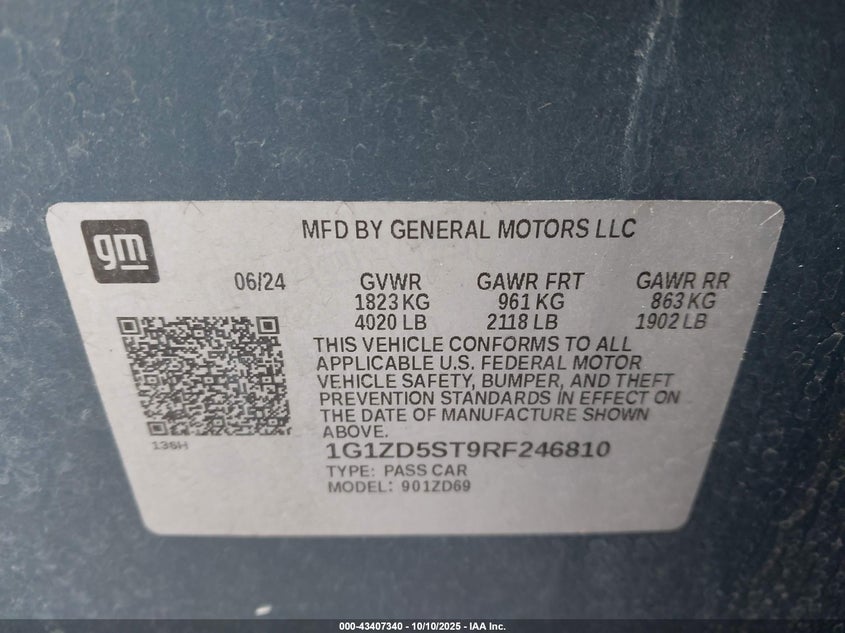 gm
MFD BY GENERAL MOTORS LLC
06/24 GVWR GAWR FRT GAWR RR
1823 KG 961 KG 863 KG
4020 LB 2118 LB 1902 LB
THIS VEHICLE CONFORMS TO ALL
APPLICABLE U.S. FEDERAL MOTOR
VEHICLE SAFETY, BUMPER, AND THEFT
PREVENTION STANDARDS IN EFFECT ON
THE DATE OF MANUFACTURE SHOWN
ABOVE.
136H
1G1ZD5ST9RF246810
TYPE: PASS CAR
MODEL: 901ZD69
000-43407340 - 10/10/2025 - IAA Inc.